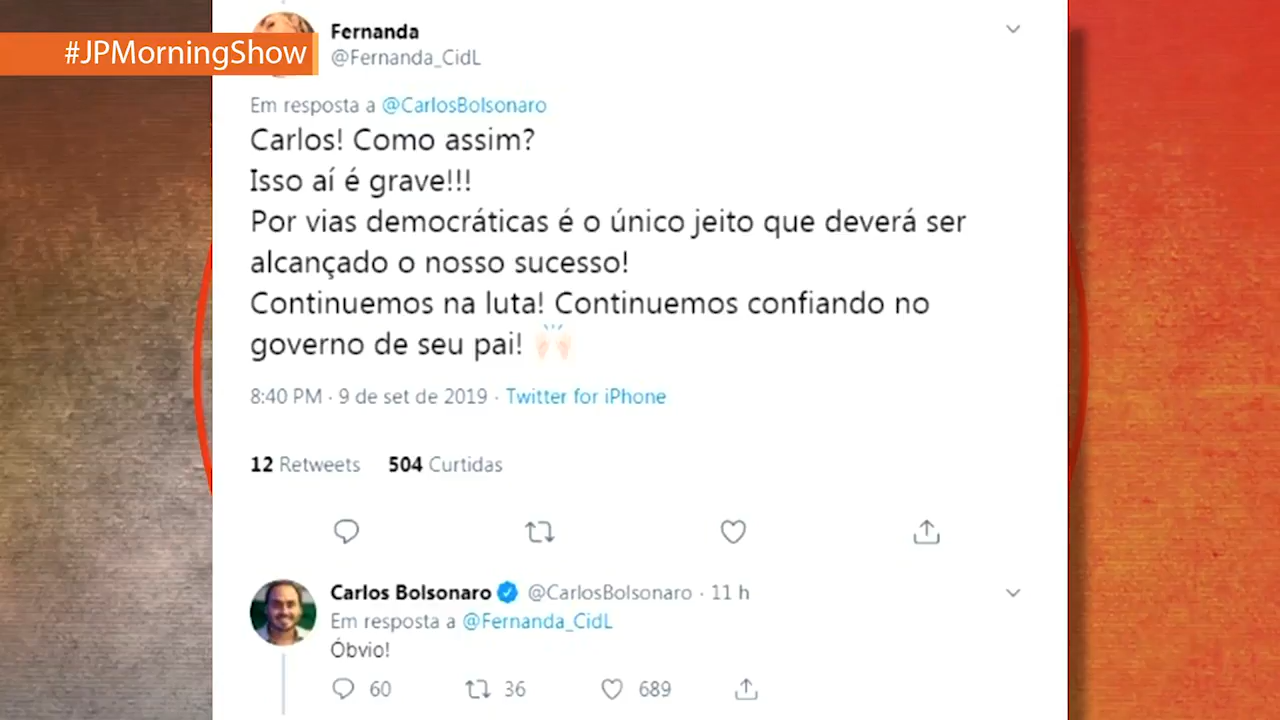 Fernanda
#JPMorningShow
@Fernanda_CidL
Em resposta a @CarlosBolsonaro
Carlos! Como assim?
Isso aí é grave!!!
Por vias democráticas é o único jeito que deverá ser
alcançado o nosso sucesso!
Continuemos na luta! Continuemos confiando no
governo de seu pai! 🙌🏻
8:40 PM · 9 de set de 2019 · Twitter for iPhone
12 Retweets 504 Curtidas
Carlos Bolsonaro @CarlosBolsonaro · 11 h
Em resposta a @Fernanda_CidL
Óbvio!
60 36 689